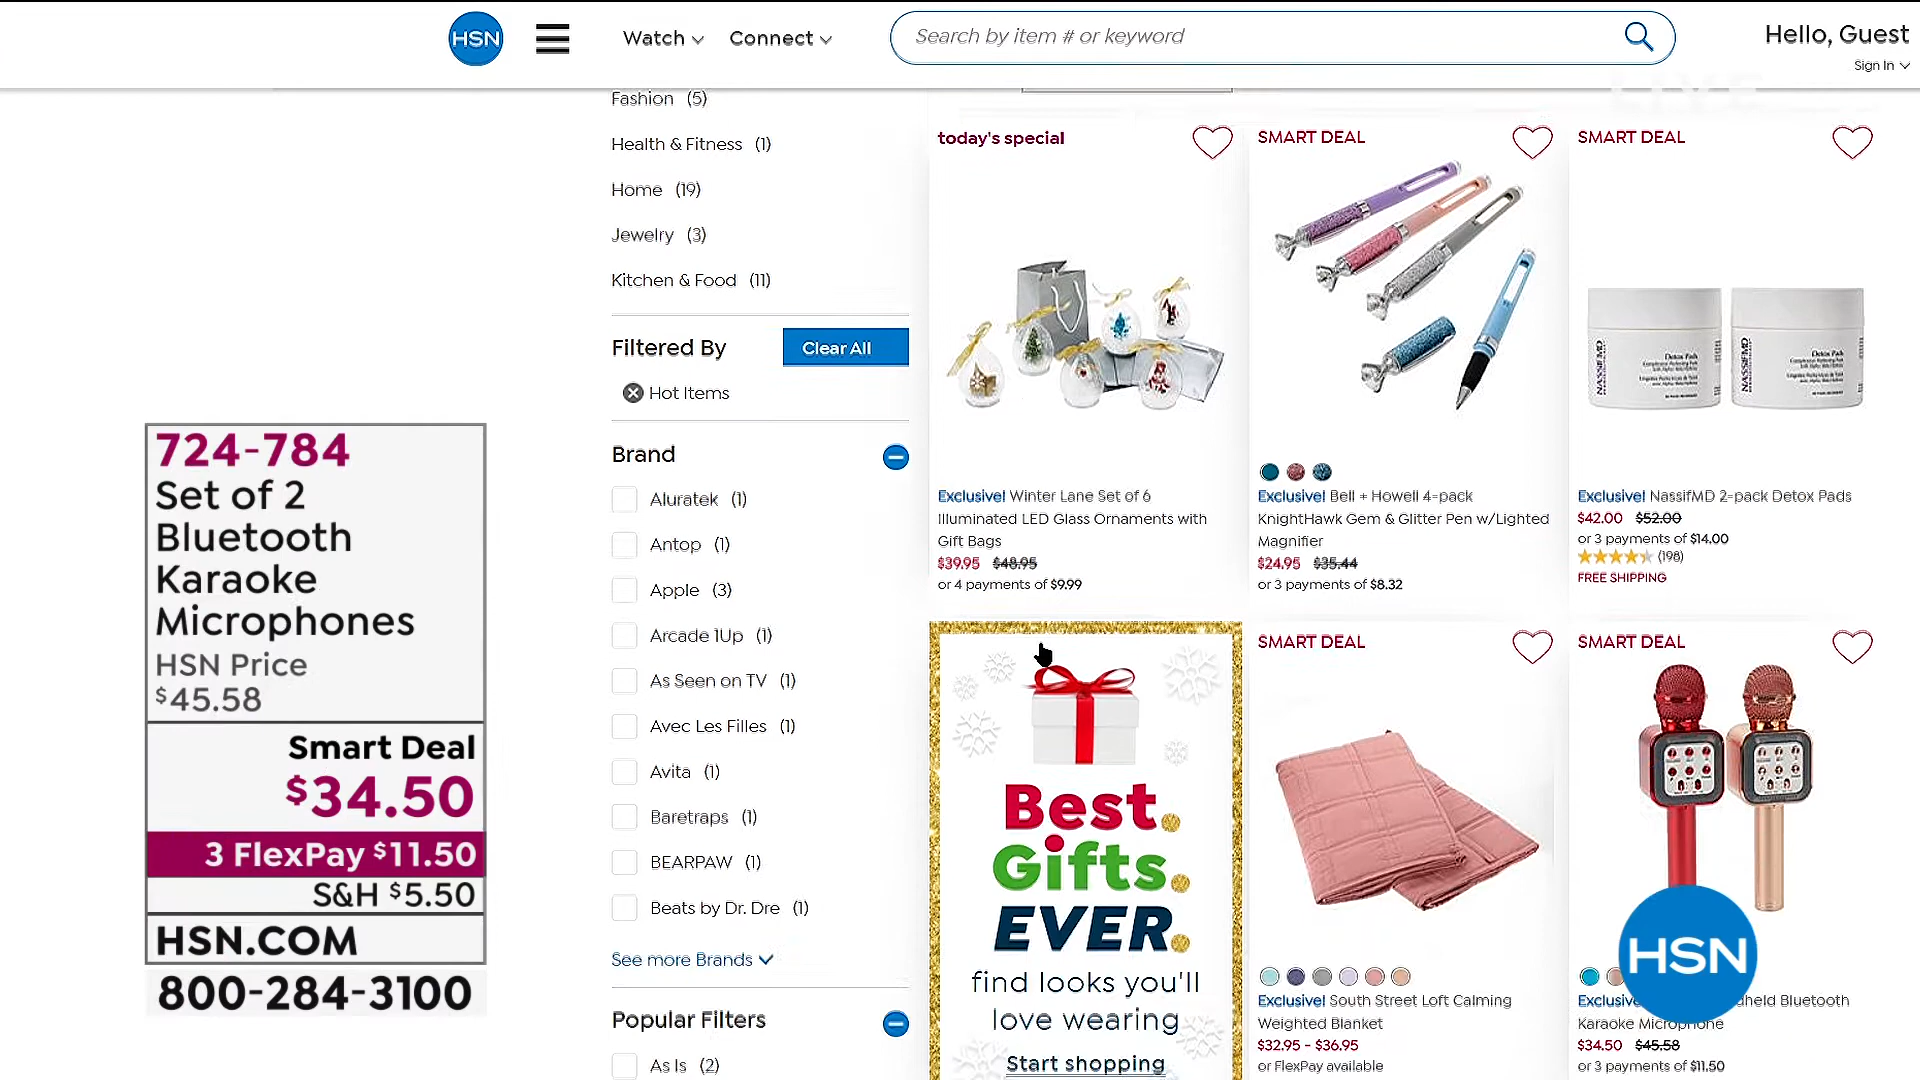 HSN
Watch
Connect
Search by item # or keyword
Hello, Guest
Sign In
Fashion (5)
Health & Fitness (1)
Home (19)
Jewelry (3)
Kitchen & Food (11)
Filtered By
Clear All
Hot Items
Brand
Aluratek (1)
Antop (1)
Apple (3)
Arcade 1Up (1)
As Seen on TV (1)
Avec Les Filles (1)
Avita (1)
Baretraps (1)
BEARPAW (1)
Beats by Dr. Dre (1)
See more Brands
Popular Filters
As Is (2)
724-784
Set of 2
Bluetooth
Karaoke
Microphones
HSN Price
$45.58
Smart Deal
$34.50
3 FlexPay $11.50
S&H $5.50
HSN.COM
800-284-3100
today's special
Exclusive! Winter Lane Set of 6
Illuminated LED Glass Ornaments with
Gift Bags
$39.95 $48.95
or 4 payments of $9.99
SMART DEAL
Exclusive! Bell + Howell 4-pack
KnightHawk Gem & Glitter Pen w/Lighted
Magnifier
$24.95 $35.44
or 3 payments of $8.32
SMART DEAL
NASSIFMD
Detox Pads
NASSIFMD
Detox Pads
Exclusive! NassifMD 2-pack Detox Pads
$42.00 $52.00
or 3 payments of $14.00
(198)
FREE SHIPPING
Best.
Gifts.
EVER.
find looks you'll
love wearing
Start shopping
SMART DEAL
Exclusive! South Street Loft Calming
Weighted Blanket
$32.95 - $36.95
or FlexPay available
SMART DEAL
Bluetooth
Karaoke Microphone
$34.50 $45.58
or 3 payments of $11.50
HSN